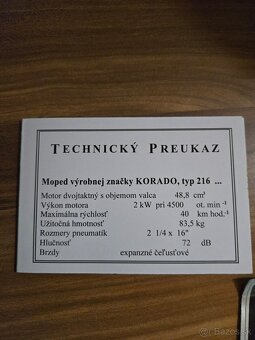 TECHNICKÝ PREUKAZ
Moped výrobnej značky KORADO, typ 216 ...
Motor dvojtaktný s objemom valca 48,8 cm³
Výkon motora 2 kW pri 4500 ot. min⁻¹
Maximálna rýchlosť 40 km hod.⁻¹
Užitočná hmotnosť 83,5 kg
Rozmery pneumatík 2 1/4 x 16"
Hlučnosť 72 dB
Brzdy expanzné čeľusťové